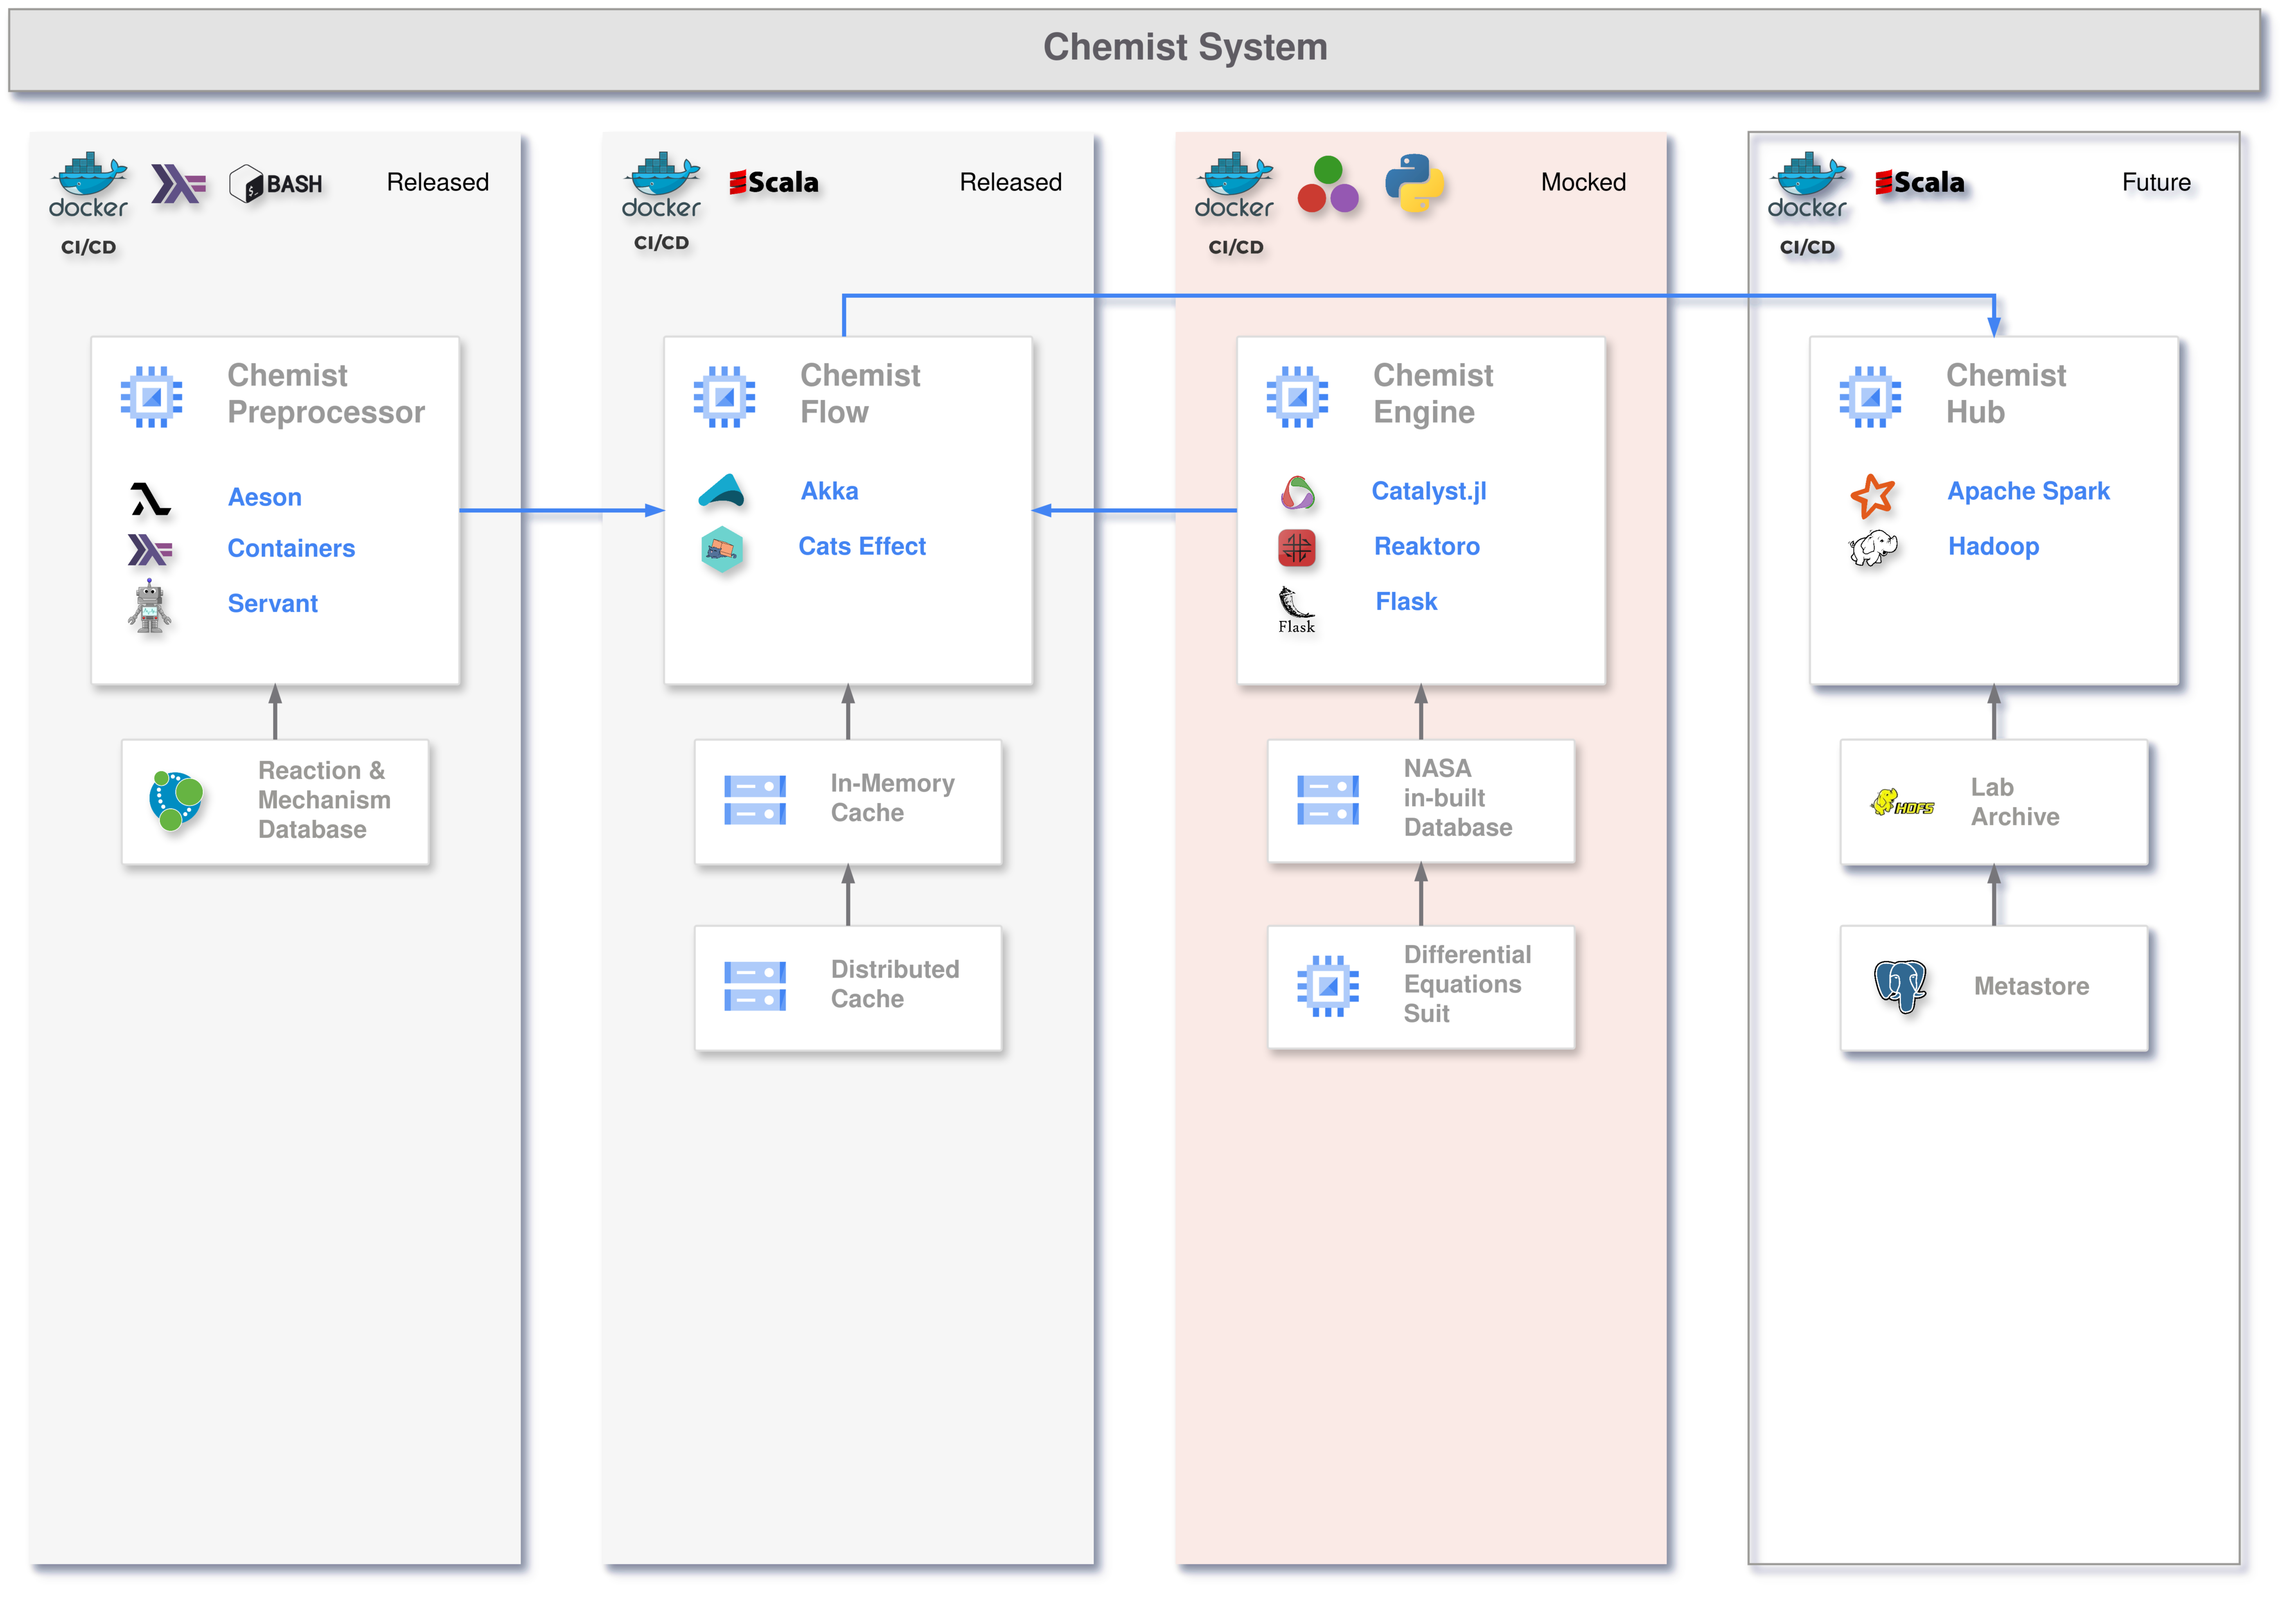 Chemist System
docker
CI/CD
BASH
Released
Chemist
Preprocessor
Aeson
Containers
Servant
Reaction &
Mechanism
Database
docker
CI/CD
Scala
Released
Chemist
Flow
Akka
Cats Effect
In-Memory
Cache
Distributed
Cache
docker
CI/CD
Mocked
Chemist
Engine
Catalyst.jl
Reaktoro
Flask
Flask
NASA
in-built
Database
Differential
Equations
Suit
docker
CI/CD
Scala
Future
Chemist
Hub
Apache Spark
Hadoop
HDFS
Lab
Archive
Metastore